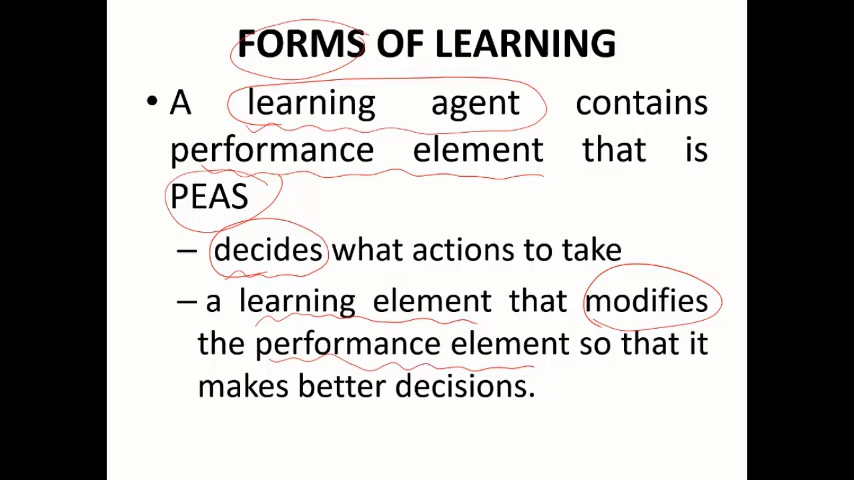 FORMS OF LEARNING
• A learning agent contains
performance element that is
PEAS
– decides what actions to take
– a learning element that modifies
the performance element so that it
makes better decisions.